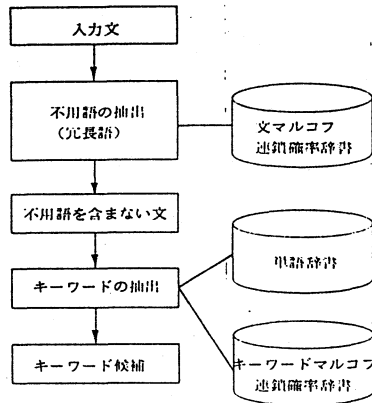 入力文
不用語の抽出
(冗長語)
文マルコフ
連鎖確率辞書
不用語を含まない文
キーワードの抽出
単語辞書
キーワード候補
キーワードマルコフ
連鎖確率辞書